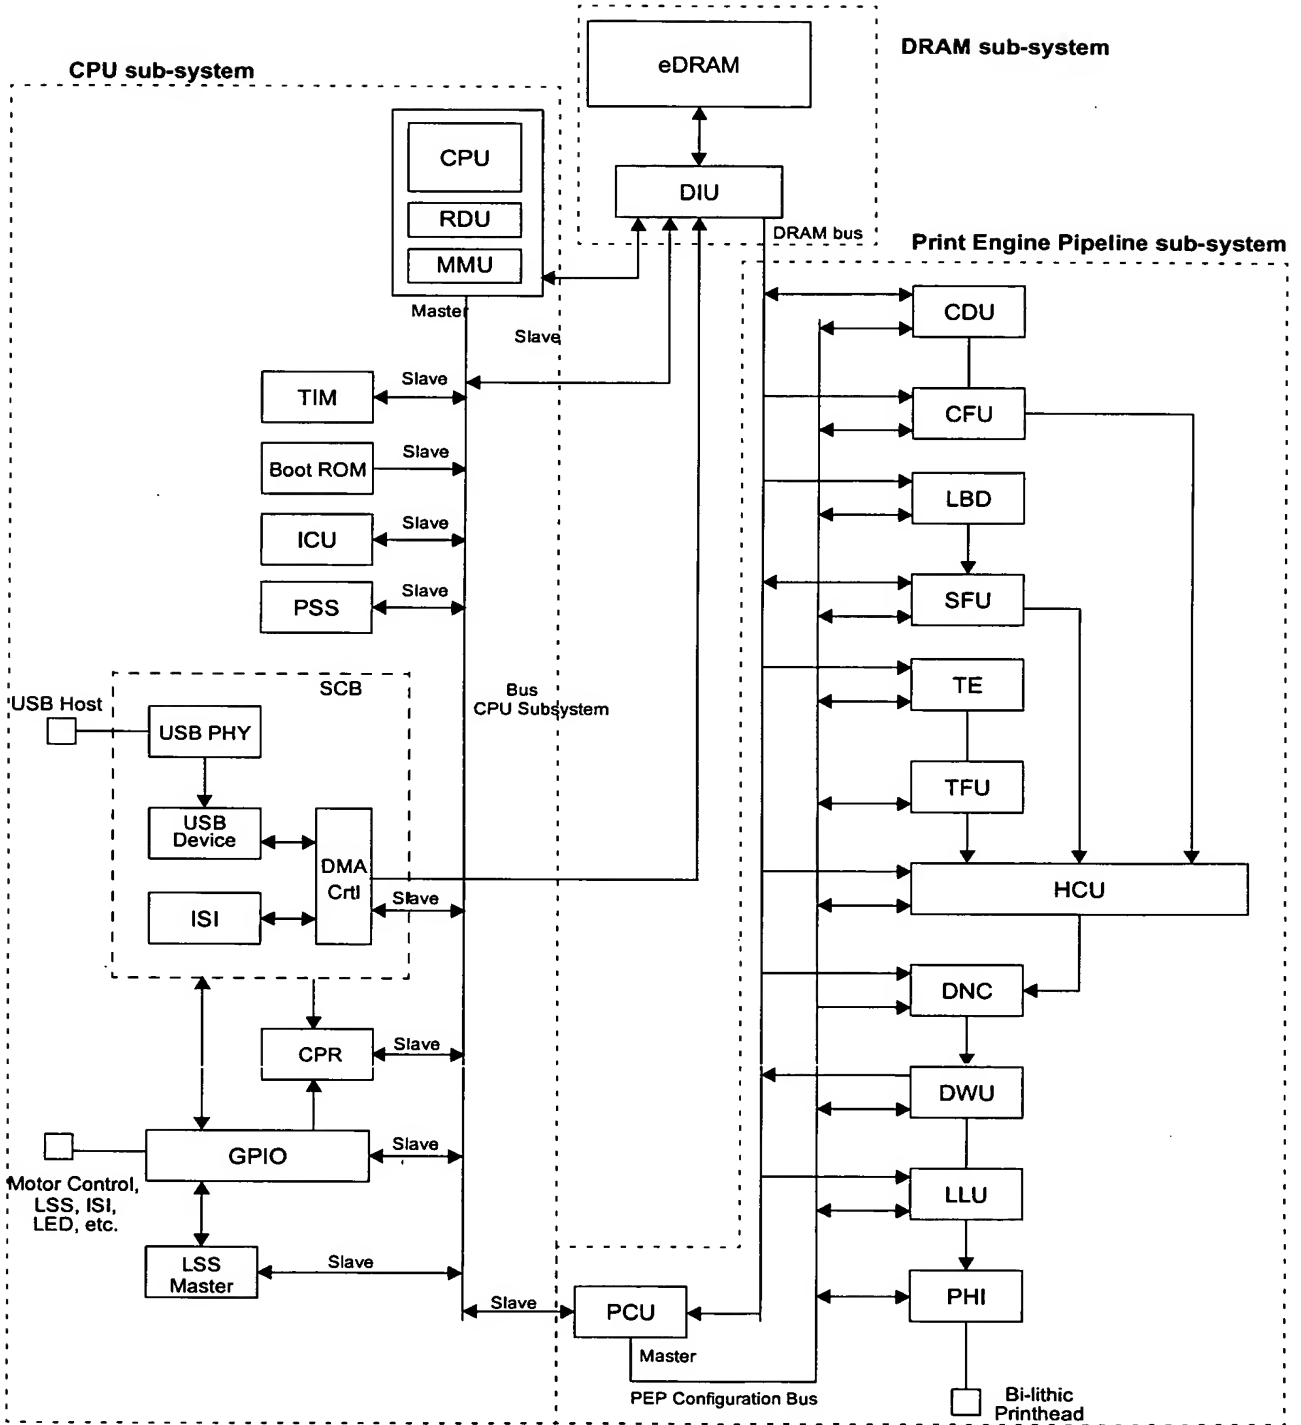 DRAM sub-system
CPU sub-system
eDRAM
CPU
DIU
RDU
DRAM bus
Print Engine Pipeline sub-system
MMU
Master
CDU
Slave
TIM
Slave
CFU
Boot ROM
Slave
LBD
ICU
Slave
PSS
Slave
SFU
SCB
Bus
CPU Subsystem
TE
USB Host
USB PHY
TFU
USB
Device
DMA
Crtl
HCU
Slave
ISI
DNC
CPR
Slave
DWU
GPIO
Slave
Motor Control,
LSS, ISI,
LED, etc.
LLU
LSS
Master
Slave
Slave
PCU
PHI
Master
PEP Configuration Bus
Bi-lithic
Printhead